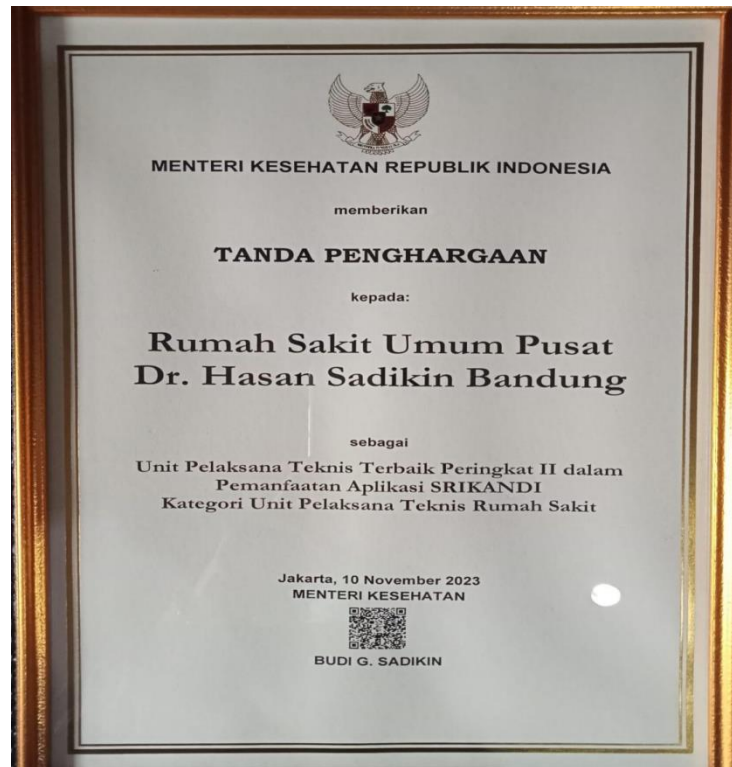 MENTERI KESEHATAN REPUBLIK INDONESIA
memberikan
TANDA PENGHARGAAN
kepada:
Rumah Sakit Umum Pusat
Dr. Hasan Sadikin Bandung
sebagai
Unit Pelaksana Teknis Terbaik Peringkat II dalam
Pemanfaatan Aplikasi SRIKANDI
Kategori Unit Pelaksana Teknis Rumah Sakit
Jakarta, 10 November 2023
MENTERI KESEHATAN
BUDI G. SADIKIN